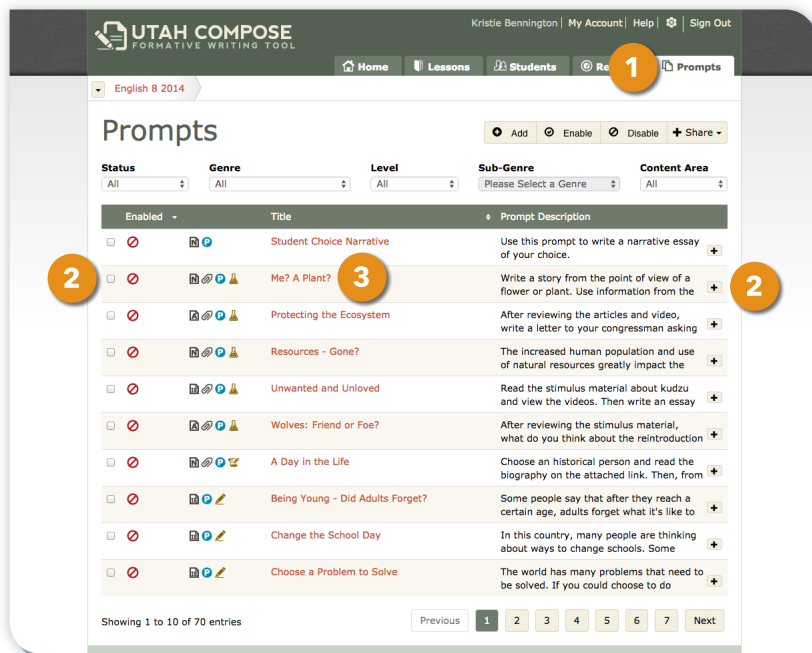 Kristie Bennington | My Account | Help | Sign Out
UTAH COMPOSE
FORMATIVE WRITING TOOL
Home Lessons Students Re 1 Prompts
English 8 2014
Prompts
Add Enable Disable Share
Status Genre Level Sub-Genre Content Area
All All All Please Select a Genre All
Enabled Title Prompt Description
N P Student Choice Narrative Use this prompt to write a narrative essay
of your choice.
2 N P Me? A Plant? 3 Write a story from the point of view of a 2
flower or plant. Use information from the
A P Protecting the Ecosystem After reviewing the articles and video,
write a letter to your congressman asking
N P Resources - Gone? The increased human population and use
of natural resources greatly impact the
P Unwanted and Unloved Read the stimulus material about kudzu
and view the videos. Then write an essay
A P Wolves: Friend or Foe? After reviewing the stimulus material,
what do you think about the reintroduction
N P A Day in the Life Choose an historical person and read the
biography on the attached link. Then, from
P Being Young - Did Adults Forget? Some people say that after they reach a
certain age, adults forget what it's like to
P Change the School Day In this country, many people are thinking
about ways to change schools. Some
P Choose a Problem to Solve The world has many problems that need to
be solved. If you could choose to do
Showing 1 to 10 of 70 entries Previous 1 2 3 4 5 6 7 Next